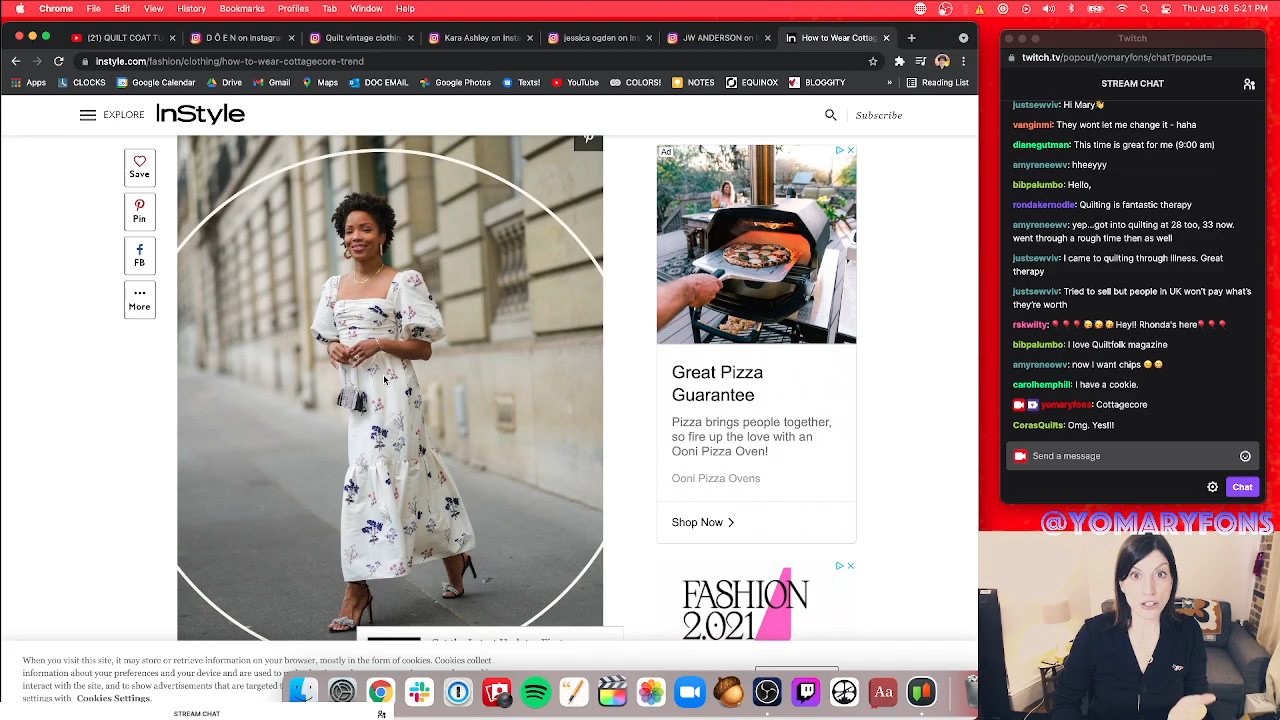 Chrome File Edit View History Bookmarks Profiles Tab Window Help
Thu Aug 26 5:21 PM
(21) QUILT COAT TU
D Ô E N on Instagram
Quilt vintage clothin
Kara Ashley on Insta
jessica ogden on Ins
JW ANDERSON on In
How to Wear Cottag
instyle.com/fashion/clothing/how-to-wear-cottagecore-trend
Apps CLOCKS Google Calendar Drive Gmail Maps DOC EMAIL Google Photos Texts! YouTube COLORS! NOTES EQUINOX BLOGGITY » Reading List
EXPLORE InStyle
Subscribe
Save
Pin
FB
More
Ad
Great Pizza
Guarantee
Pizza brings people together,
so fire up the love with an
Ooni Pizza Oven!
Ooni Pizza Ovens
Shop Now
FASHION
2.021
When you visit this site, it may store or retrieve information on your browser, mostly in the form of cookies. Cookies collect
information about your preferences and your device and are used to
interact with the site, and to show advertisements that are targeted
settings with Cookies Settings.
STREAM CHAT
Twitch
twitch.tv/popout/yomaryfons/chat?popout=
STREAM CHAT
justsewviv: Hi Mary👋
vanginmi: They wont let me change it - haha
dianegutman: This time is great for me (9:00 am)
amyreneewv: hheeyyy
bibpalumbo: Hello,
rondakernodle: Quilting is fantastic therapy
amyreneewv: yep...got into quilting at 28 too, 33 now.
went through a rough time then as well
justsewviv: I came to quilting through illness. Great
therapy
justsewviv: Tried to sell but people in UK won't pay what's
they're worth
rskwilty: Hey!! Rhonda's here
bibpalumbo: I love Quiltfolk magazine
amyreneewv: now I want chips
carolhemphill: I have a cookie.
yomaryfons: Cottagecore
CorasQuilts: Omg. Yes!!!
Send a message
Chat
@YOMARYFONS